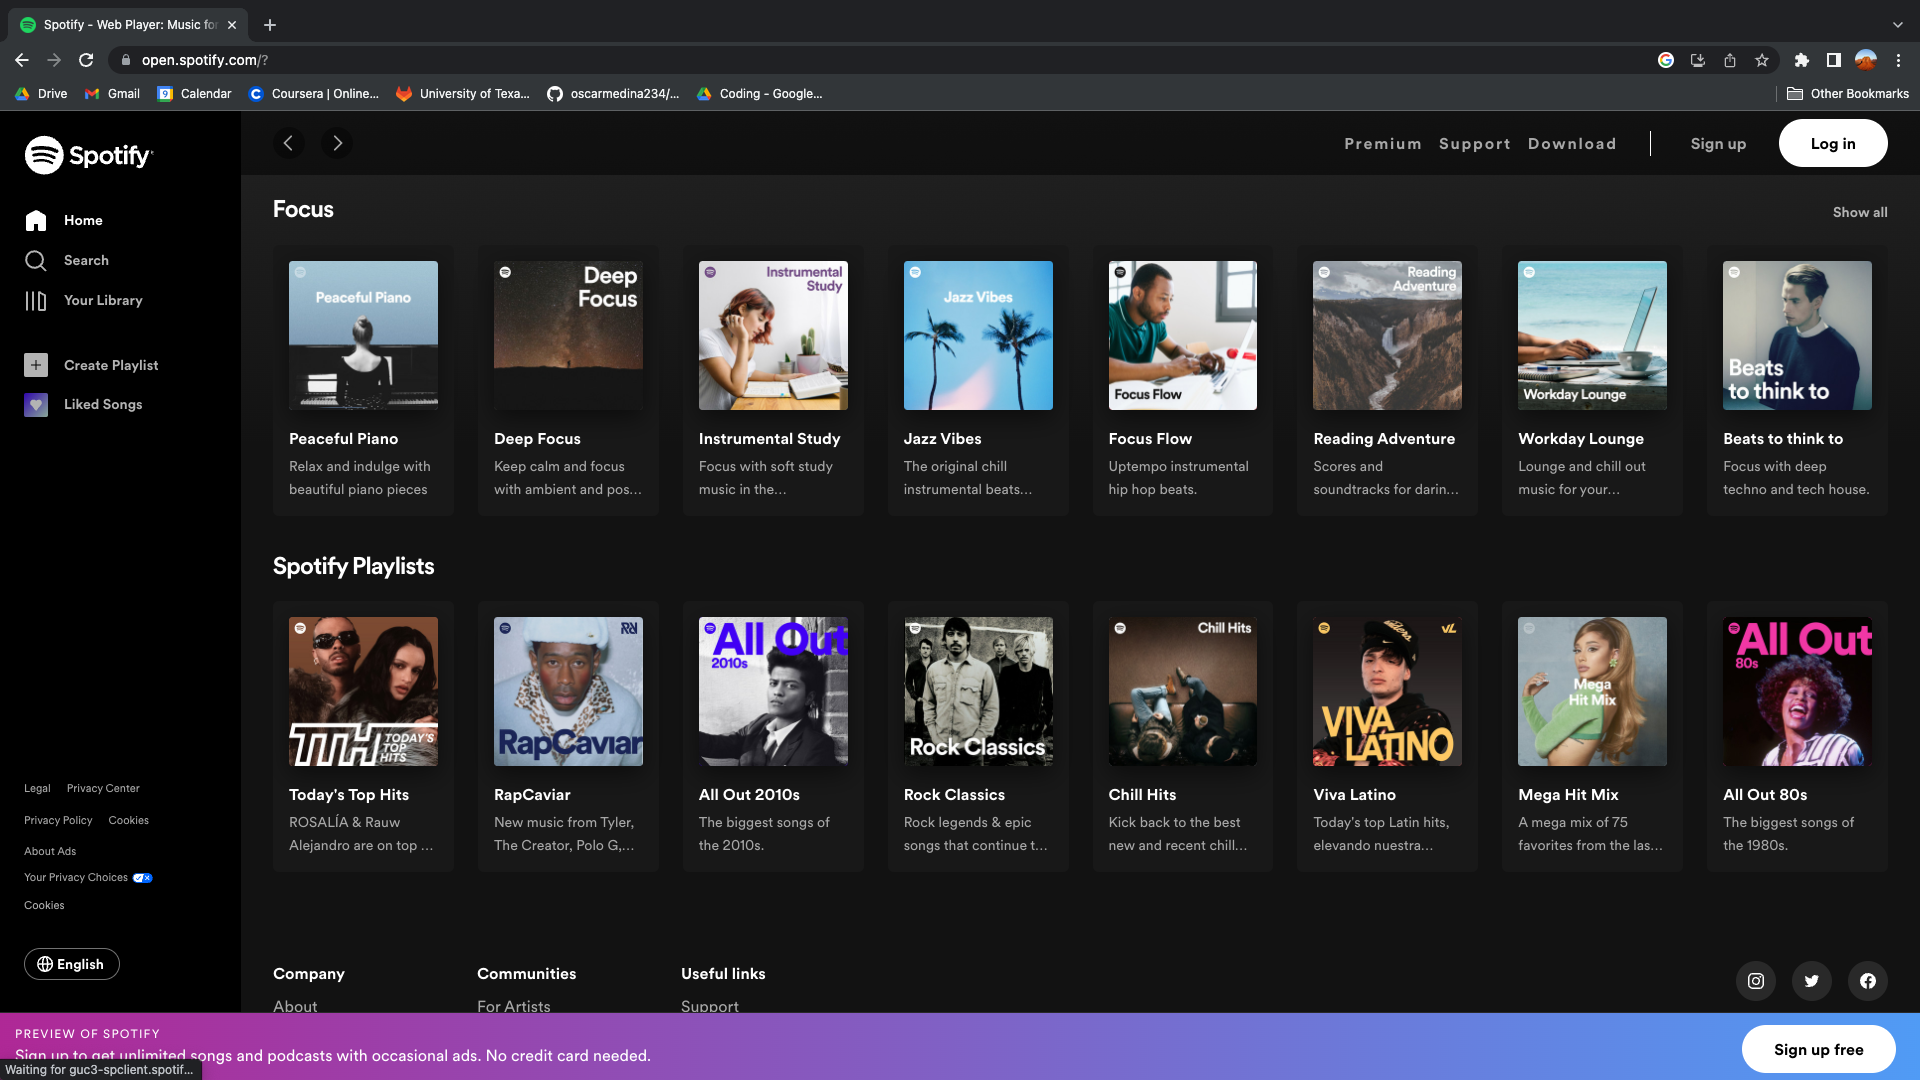 Spotify - Web Player: Music for
open.spotify.com/?
Drive
Gmail
Calendar
Coursera | Online...
University of Texa...
oscarmedina234/...
Coding - Google...
Other Bookmarks
Spotify
Home
Search
Your Library
Create Playlist
Liked Songs
Legal Privacy Center
Privacy Policy Cookies
About Ads
Your Privacy Choices
Cookies
English
Premium Support Download
Sign up
Log in
Focus
Show all
Peaceful Piano
Deep
Focus
Instrumental
Study
Jazz Vibes
Focus Flow
Reading
Adventure
Workday Lounge
Beats
to think to
Peaceful Piano
Relax and indulge with
beautiful piano pieces
Deep Focus
Keep calm and focus
with ambient and pos...
Instrumental Study
Focus with soft study
music in the...
Jazz Vibes
The original chill
instrumental beats...
Focus Flow
Uptempo instrumental
hip hop beats.
Reading Adventure
Scores and
soundtracks for darin...
Workday Lounge
Lounge and chill out
music for your...
Beats to think to
Focus with deep
techno and tech house.
Spotify Playlists
TTH TODAY'S
TOP
HITS
RapCaviar
All Out
2010s
Rock Classics
Chill Hits
VL
VIVA
LATINO
Mega
Hit Mix
All Out
80s
Today's Top Hits
ROSALÍA & Rauw
Alejandro are on top ...
RapCaviar
New music from Tyler,
The Creator, Polo G,...
All Out 2010s
The biggest songs of
the 2010s.
Rock Classics
Rock legends & epic
songs that continue t...
Chill Hits
Kick back to the best
new and recent chill...
Viva Latino
Today's top Latin hits,
elevando nuestra...
Mega Hit Mix
A mega mix of 75
favorites from the las...
All Out 80s
The biggest songs of
the 1980s.
Company
About
Communities
For Artists
Useful links
Support
PREVIEW OF SPOTIFY
Sign up to get unlimited songs and podcasts with occasional ads. No credit card needed.
Sign up free
Waiting for guc3-spclient.spotif...